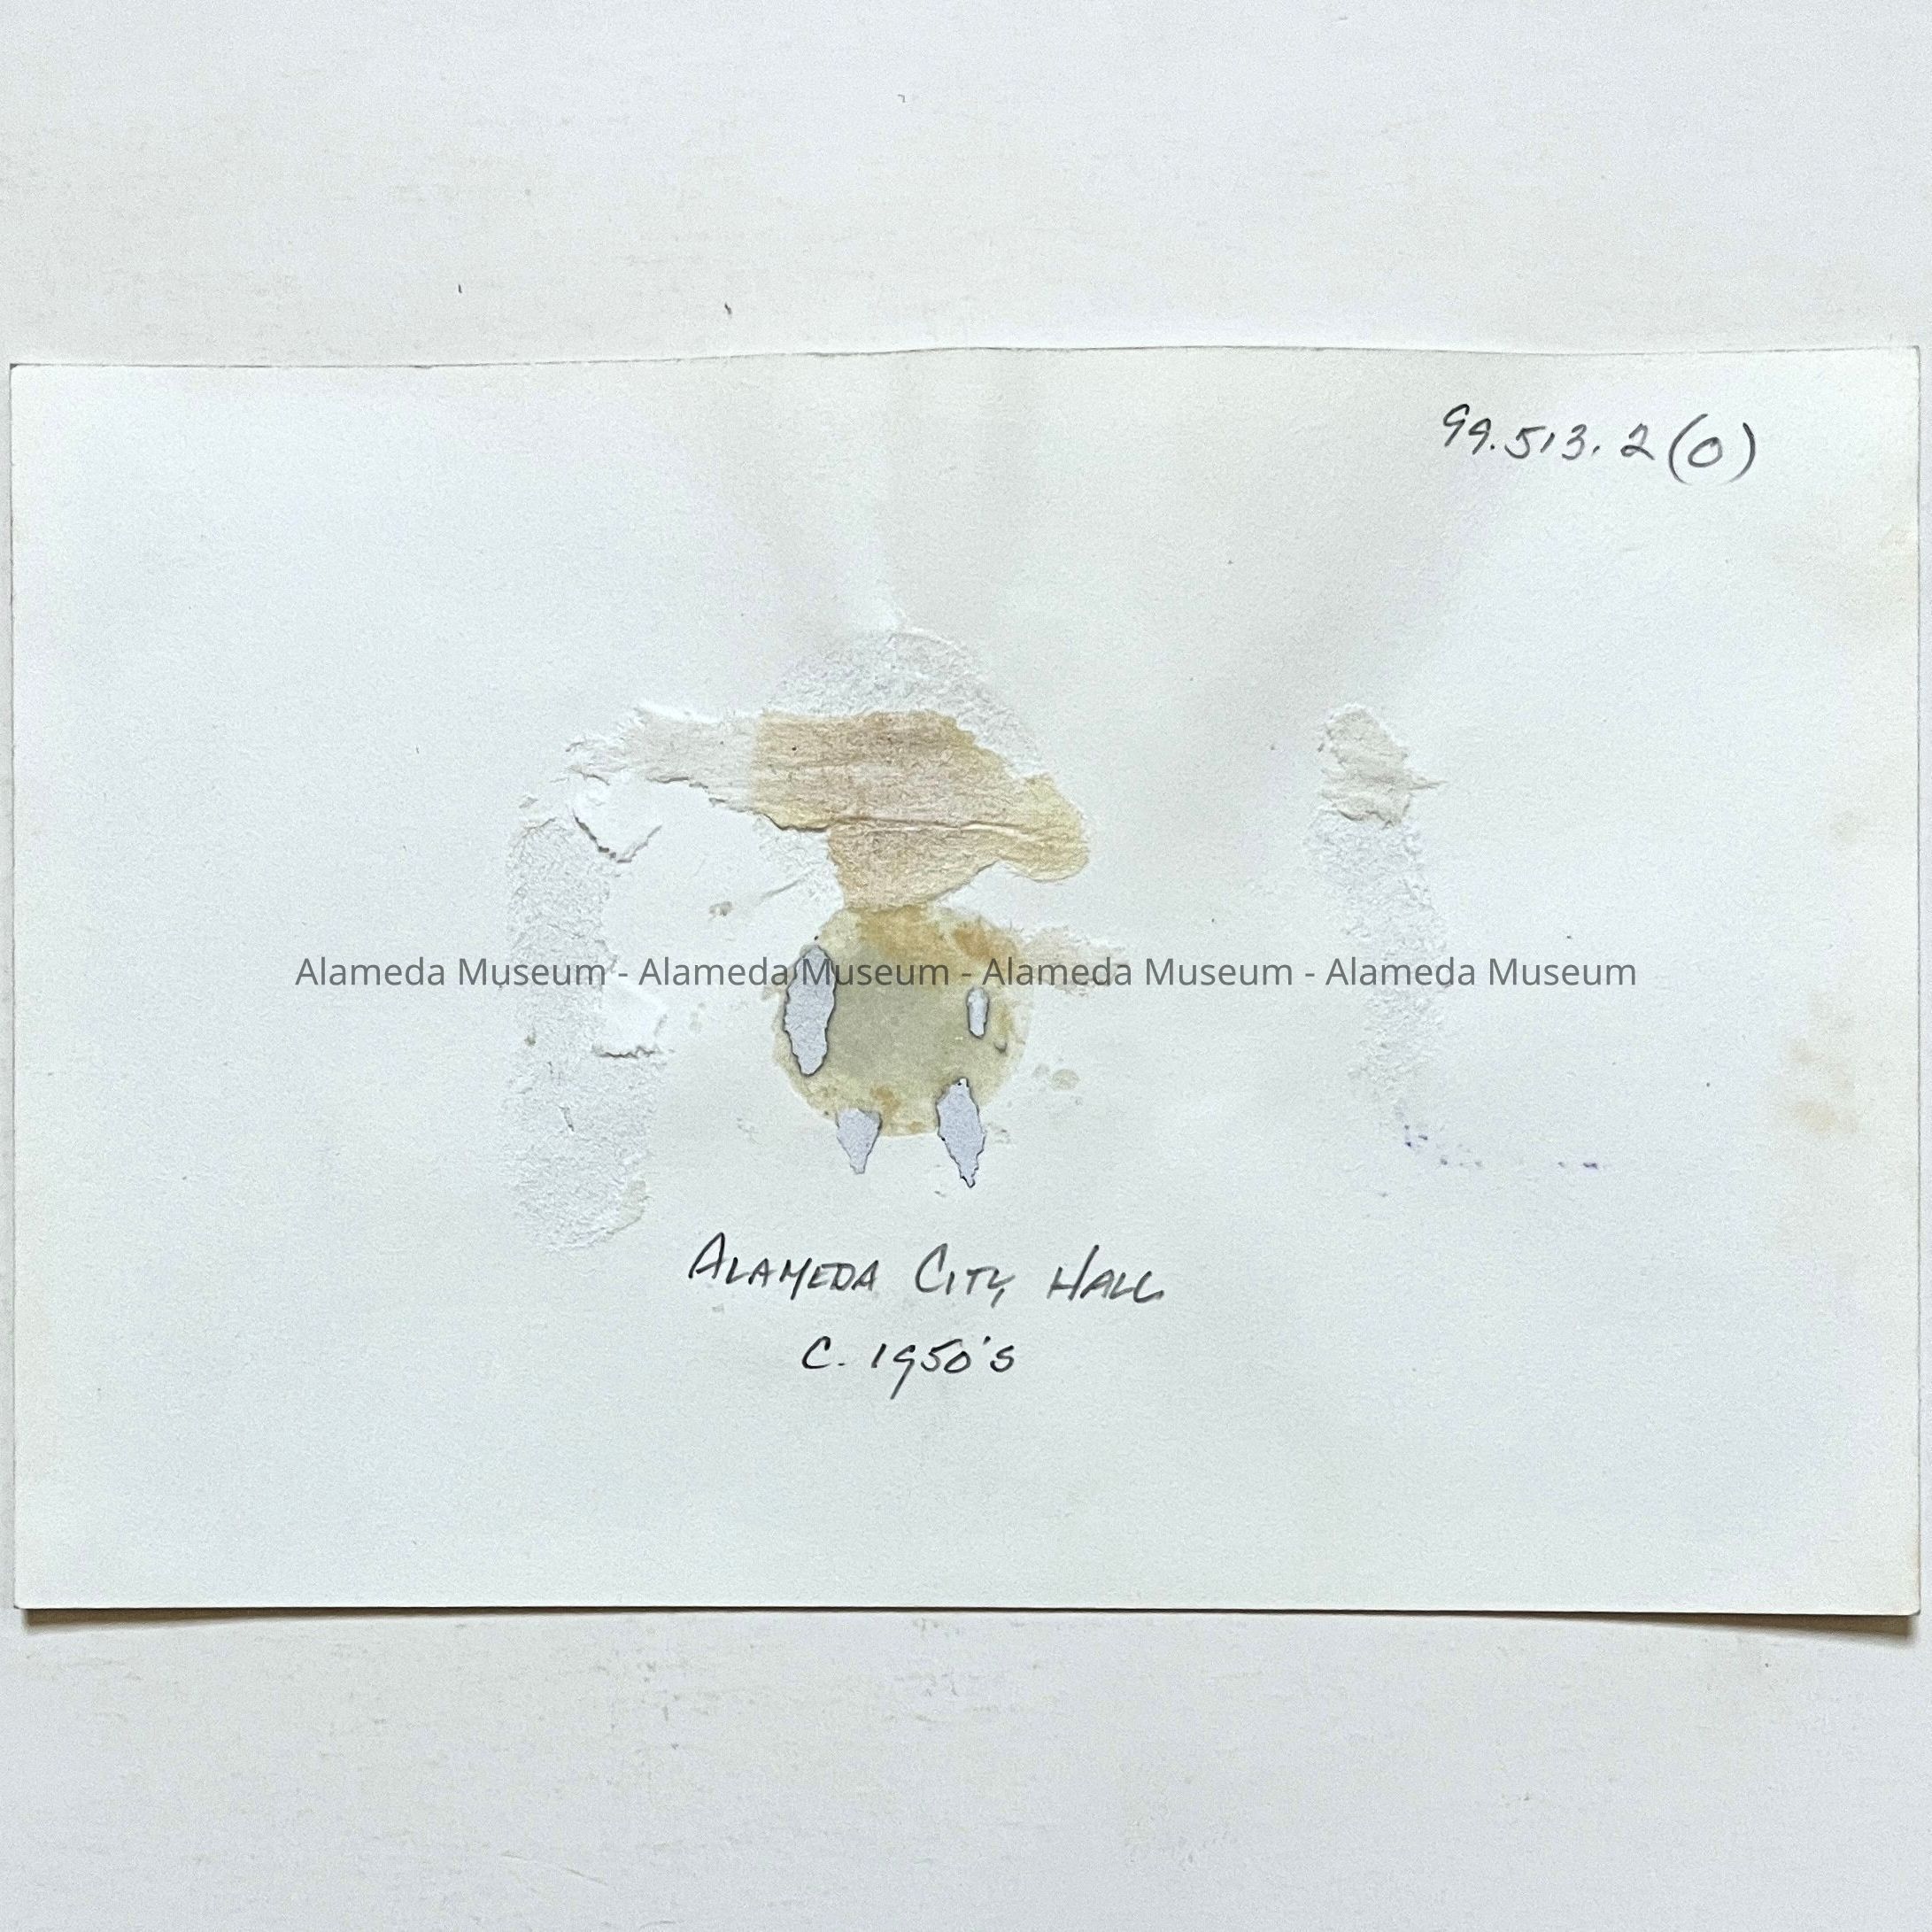 99.513.2(0)
Alameda Museum - Alameda Museum - Alameda Museum - Alameda Museum
ALAMEDA CITY HALL
C. 1950's